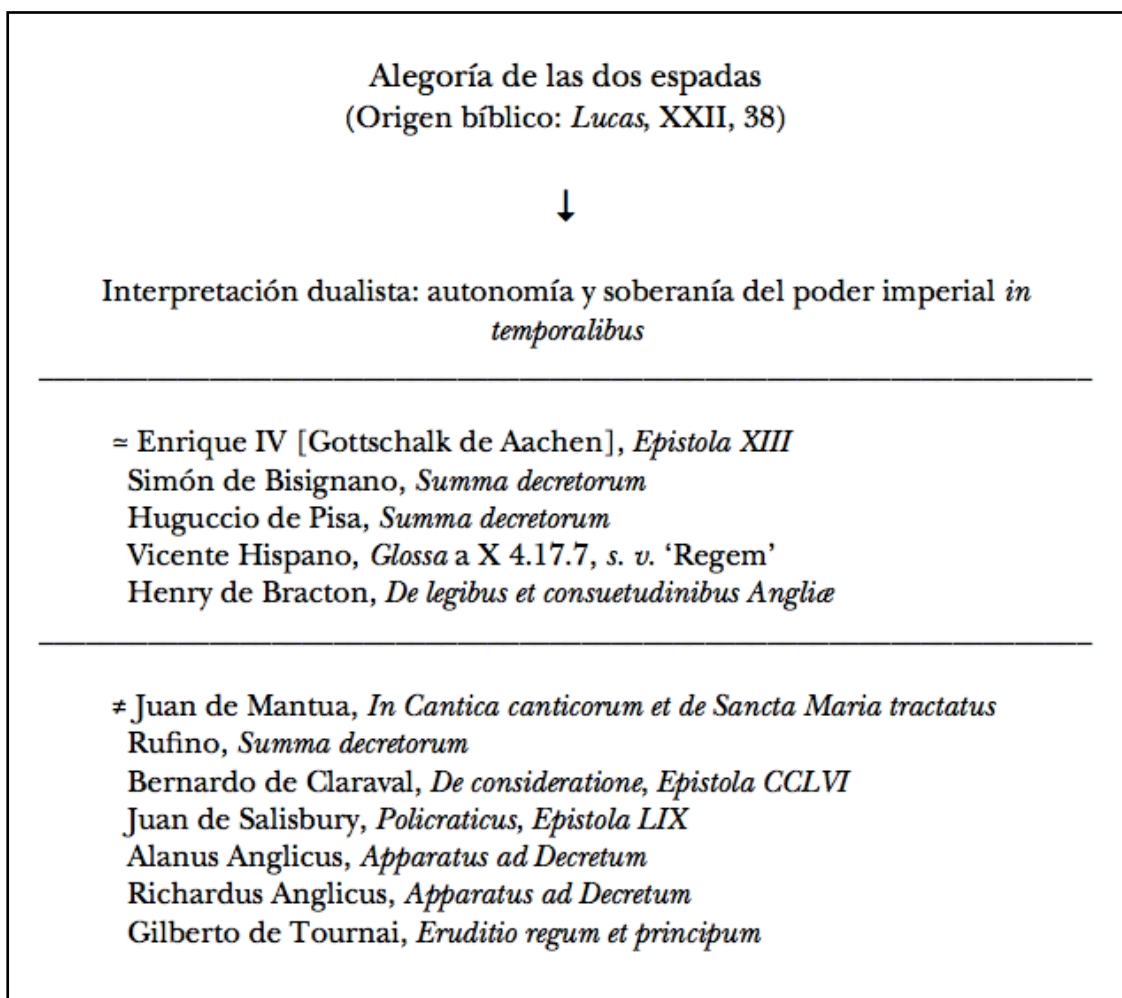 Alegoría de las dos espadas
(Origen bíblico: Lucas, XXII, 38)
↓
Interpretación dualista: autonomía y soberanía del poder imperial in
temporalibus
≃ Enrique IV [Gottschalk de Aachen], Epistola XIII
Simón de Bisignano, Summa decretorum
Huguccio de Pisa, Summa decretorum
Vicente Hispano, Glossa a X 4.17.7, s. v. ‘Regem’
Henry de Bracton, De legibus et consuetudinibus Angliæ
≠ Juan de Mantua, In Cantica canticorum et de Sancta Maria tractatus
Rufino, Summa decretorum
Bernardo de Claraval, De consideratione, Epistola CCLVI
Juan de Salisbury, Policraticus, Epistola LIX
Alanus Anglicus, Apparatus ad Decretum
Richardus Anglicus, Apparatus ad Decretum
Gilberto de Tournai, Eruditio regum et principum